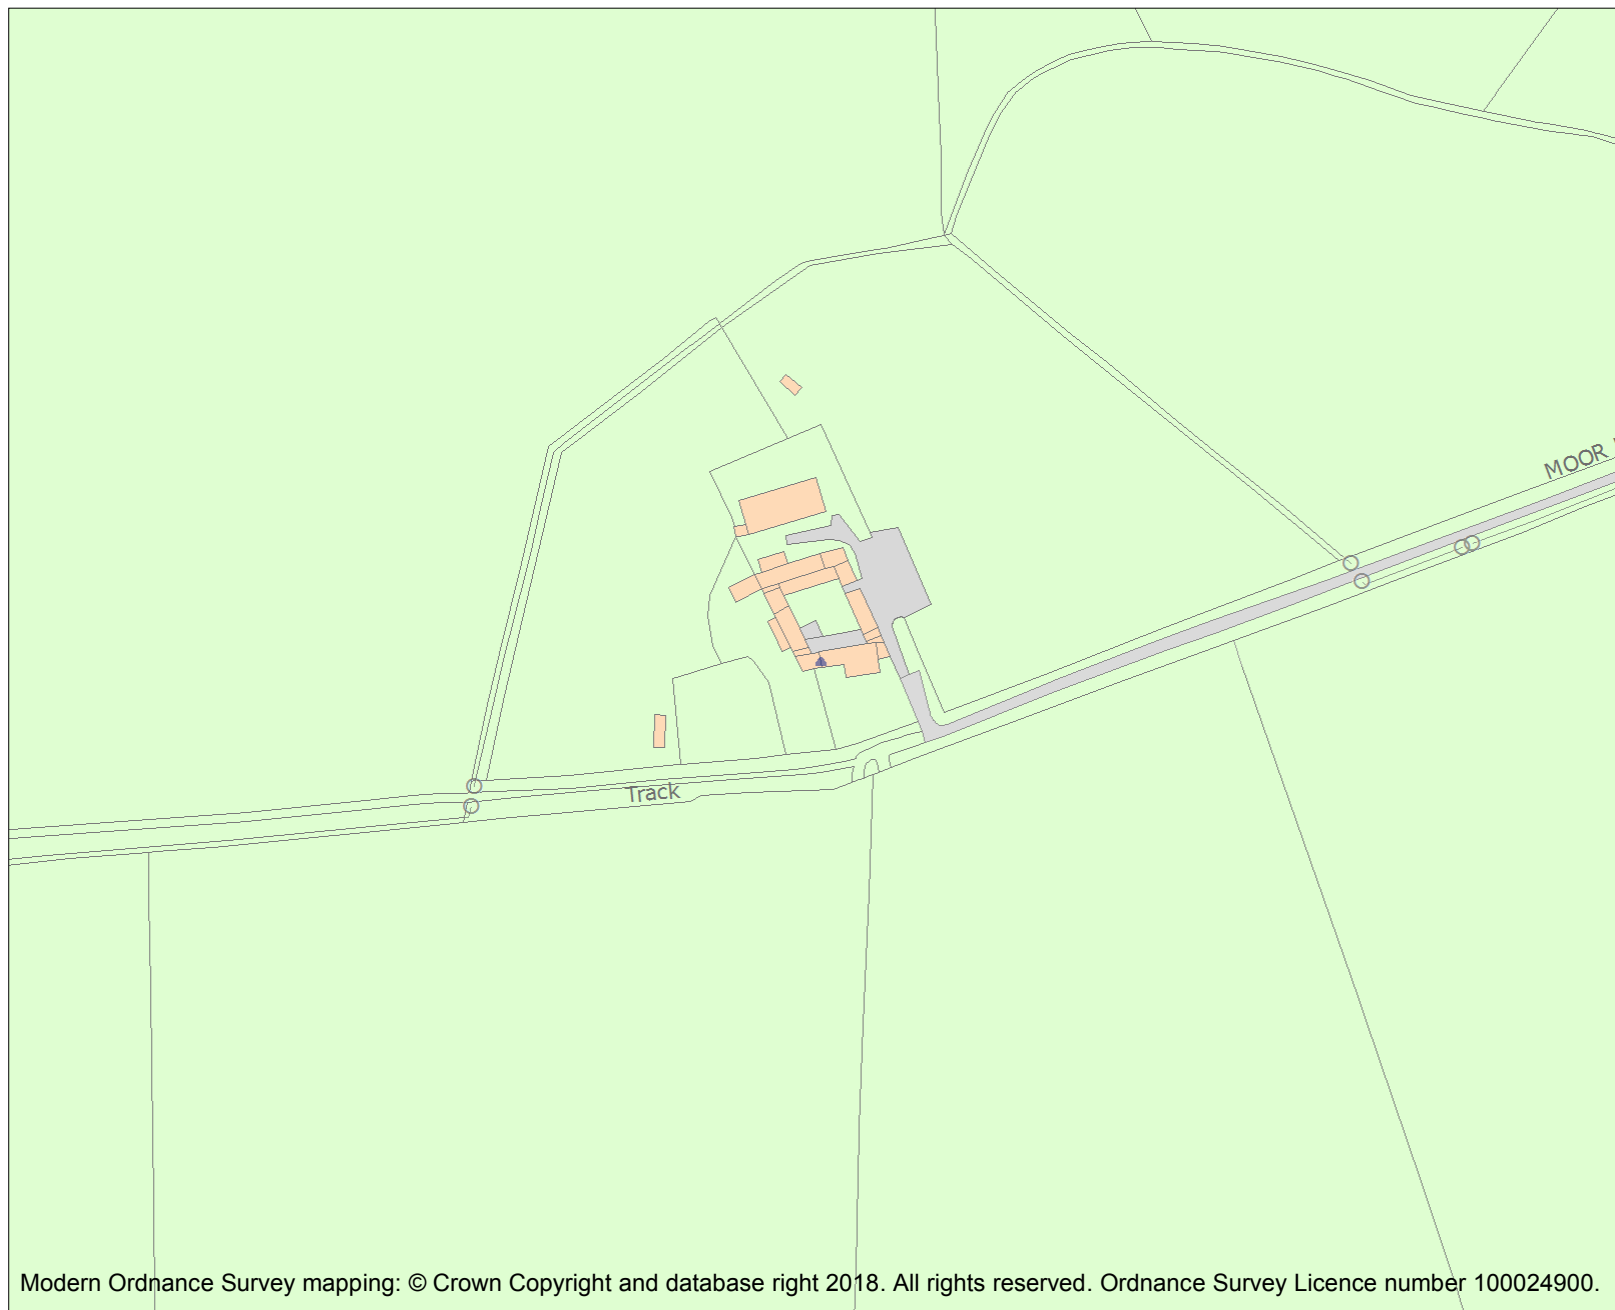 MOOR
Track
Modern Ordnance Survey mapping: © Crown Copyright and database right 2018. All rights reserved. Ordnance Survey Licence number 100024900.